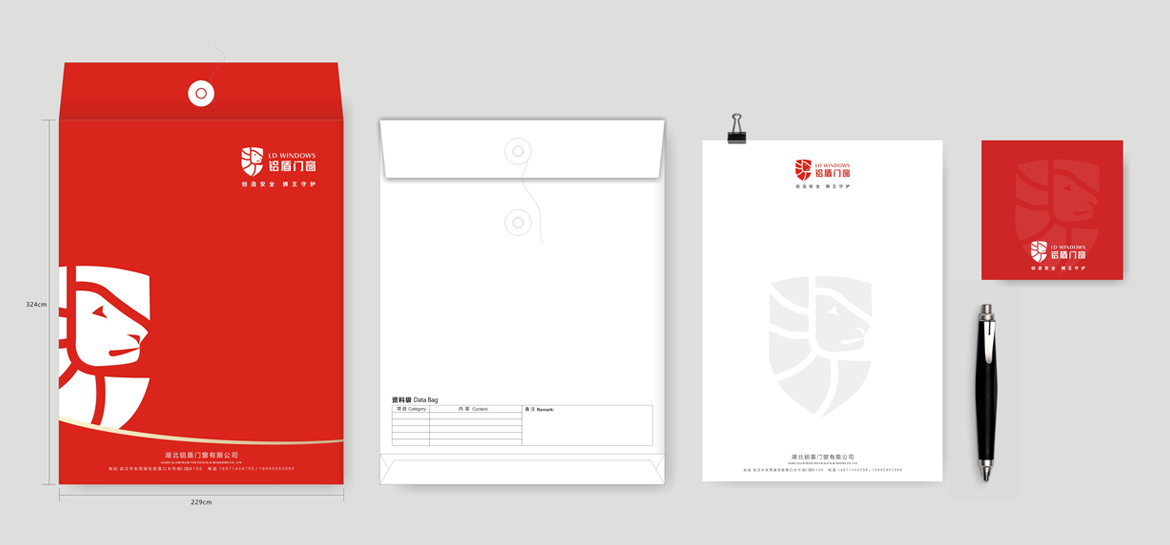 LD WINDOWS
铝盾门窗
创造安全 狮王守护
324cm
湖北铝盾门窗有限公司
229cm
资料袋 Data Bag
项目 Category
内容 Content
备注 Remark:
LD WINDOWS
铝盾门窗
创造安全 狮王守护
湖北铝盾门窗有限公司
LD WINDOWS
铝盾门窗
创造安全 狮王守护